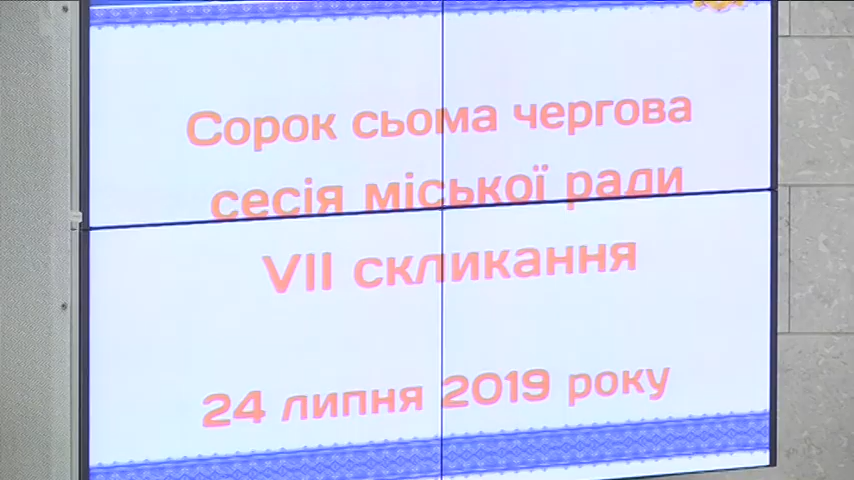 Сорок сьома чергова
сесія міської ради
VII скликання
24 липня 2019 року